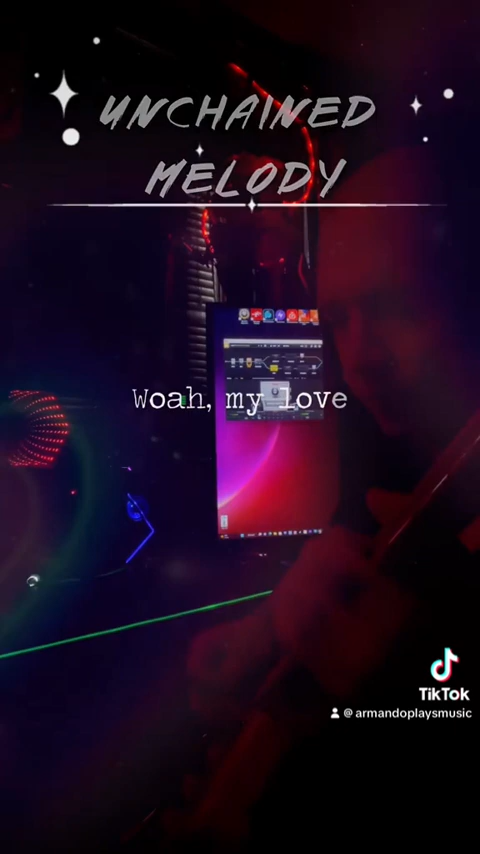 UNCHAINED
MELODY
Woah, my love
TikTok
@armandoplaysmusic